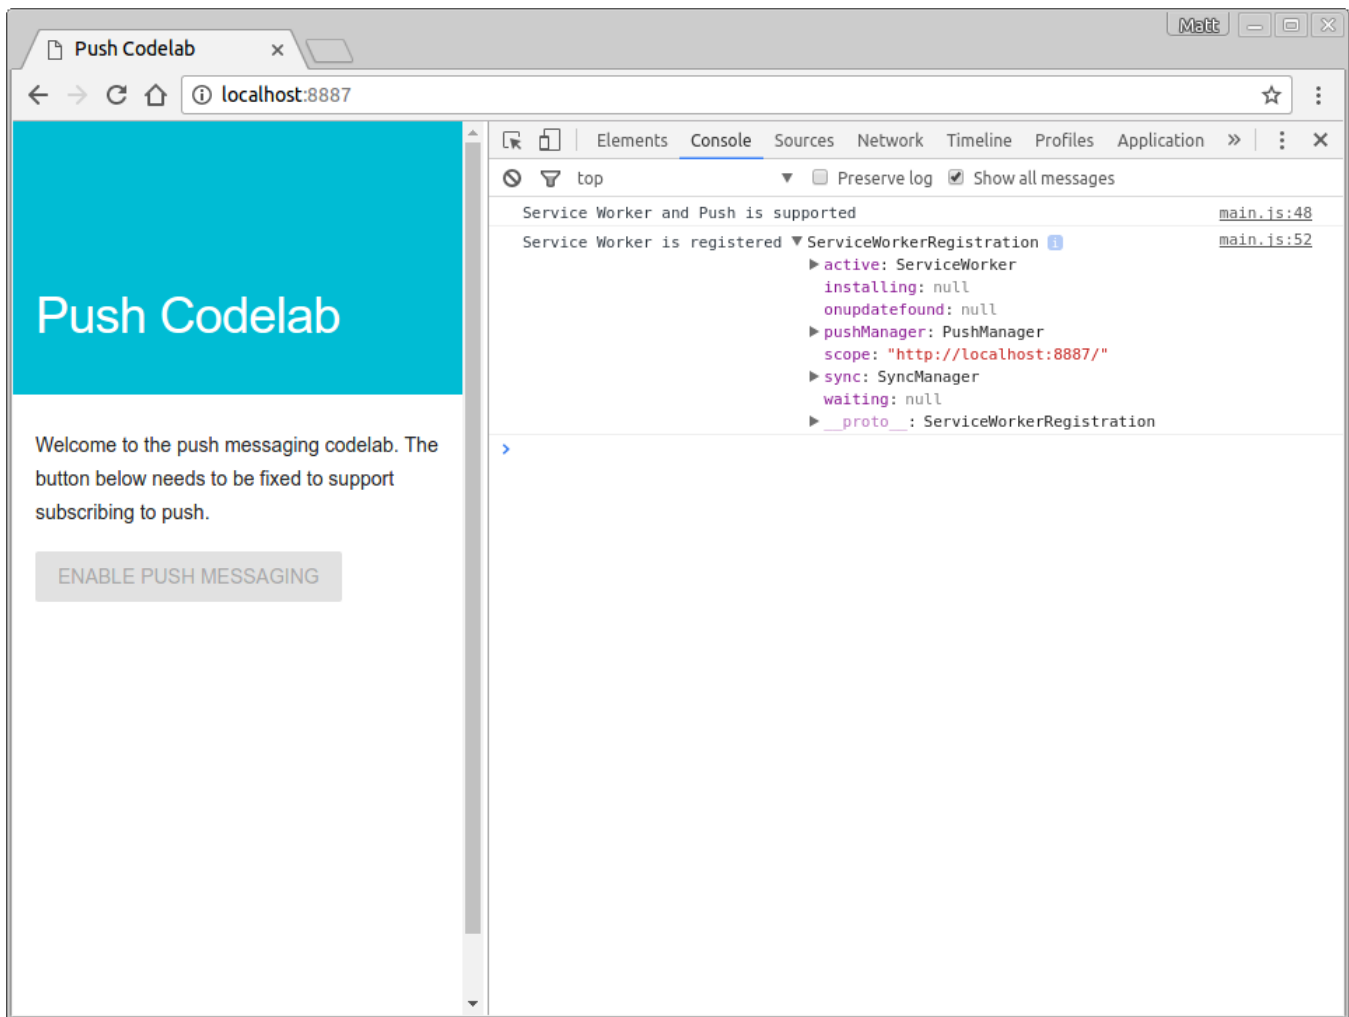 Matt
Push Codelab
localhost:8887
Elements Console Sources Network Timeline Profiles Application
top Preserve log Show all messages
Push Codelab
Welcome to the push messaging codelab. The
button below needs to be fixed to support
subscribing to push.
ENABLE PUSH MESSAGING
Service Worker and Push is supported main.js:48
Service Worker is registered ▼ServiceWorkerRegistration i main.js:52
▶active: ServiceWorker
installing: null
onupdatefound: null
▶pushManager: PushManager
scope: "http://localhost:8887/"
▶sync: SyncManager
waiting: null
▶__proto__: ServiceWorkerRegistration